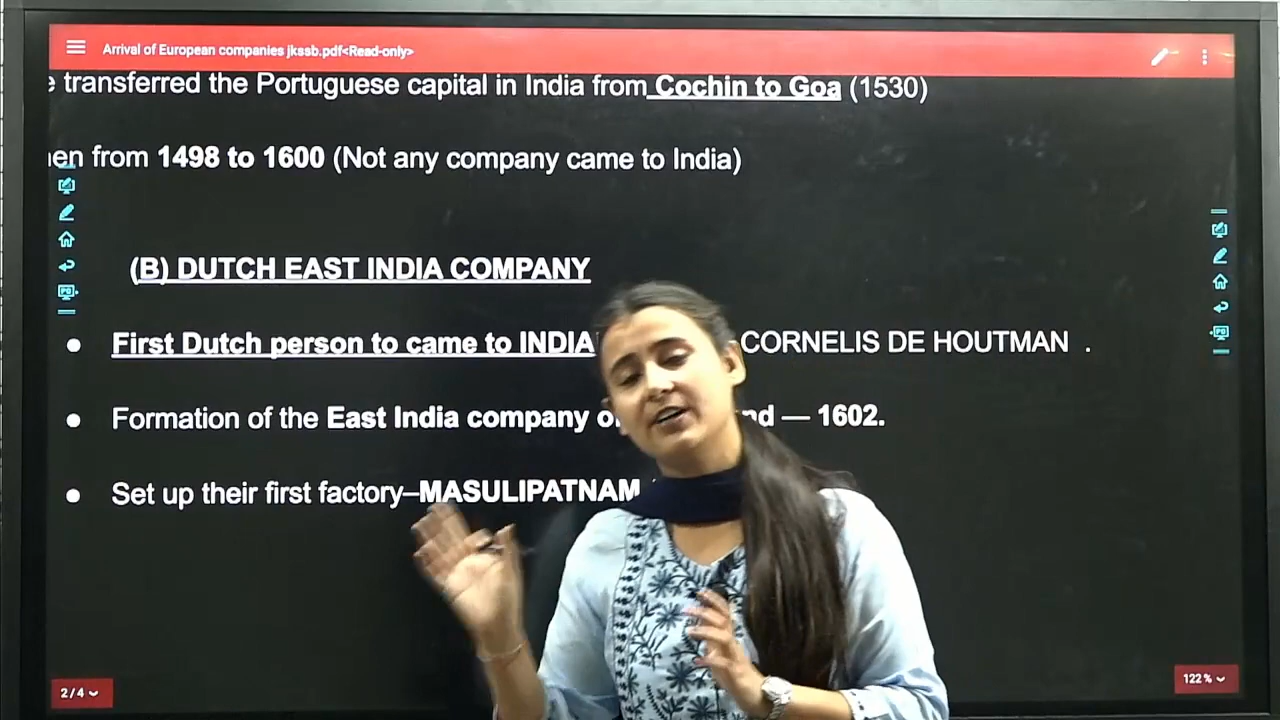 Arrival of European companies jkssb.pdf<Read-only>
transferred the Portuguese capital in India from Cochin to Goa (1530)
from 1498 to 1600 (Not any company came to India)
(B) DUTCH EAST INDIA COMPANY
● First Dutch person to came to INDIA CORNELIS DE HOUTMAN .
● Formation of the East India company — 1602.
● Set up their first factory–MASULIPATNAM
2 / 4
122 %